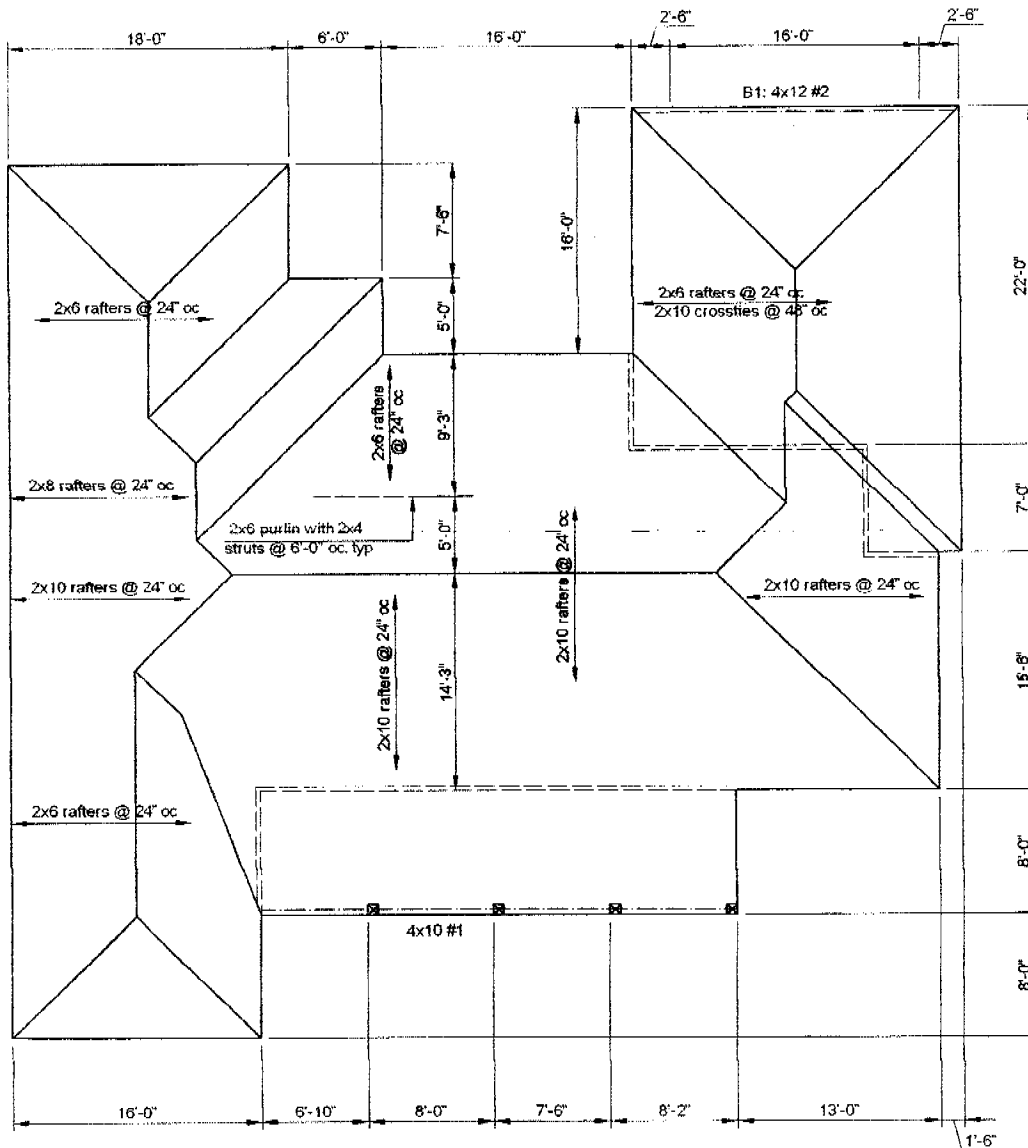 2'-6" 2'-6"
18'-0" 6'-0" 16'-0" 16'-0"
B1: 4x12 #2
7'-6"
16'-0"
22'-0"
2x6 rafters @ 24" oc
5'-0"
2x6 rafters @ 24" oc
2x10 crossties @ 48" oc
2x6 rafters
@ 24" oc
9'-3"
2x8 rafters @ 24" oc
7'-0"
2x6 purlin with 2x4
struts @ 6'-0" oc. typ
5'-0"
2x10 rafters @ 24" oc
2x10 rafters @ 24" oc
2x10 rafters @ 24" oc
2x10 rafters @ 24" oc
14'-3"
15'-6"
2x6 rafters @ 24" oc
8'-0"
4x10 #1
8'-0"
16'-0" 6'-10" 8'-0" 7'-6" 8'-2" 13'-0"
1'-6"